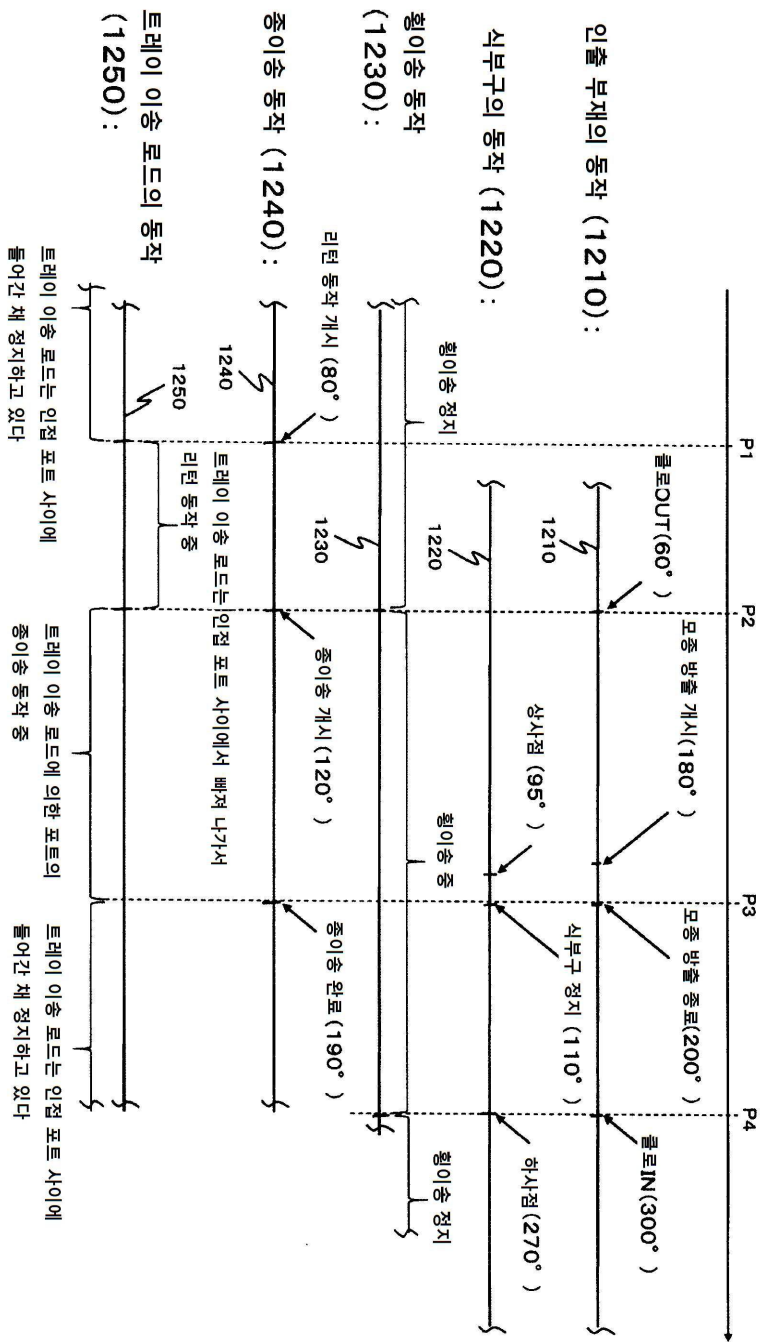 P1
P2
P3
P4
인출 부재의 동작 (1210):
클로OUT(60° )
모종 방출 개시(180° )
모종 방출 종료(200° )
클로IN(300° )
1210
식부구의 동작 (1220):
상사점 (95° )
식부구 정지 (110° )
하사점(270° )
1220
횡이송 동작
(1230):
횡이송 정지
횡이송 중
횡이송 정지
1230
종이송 동작 (1240):
리턴 동작 개시 (80° )
종이송 개시(120° )
종이송 완료(190° )
1240
트레이 이송 로드의 동작
(1250):
트레이 이송 로드는 인접 포트 사이에서 빠져 나가서
리턴 동작 중
1250
트레이 이송 로드는 인접 포트 사이에
들어간 채 정지하고 있다
트레이 이송 로드에 의한 포트의
종이송 동작 중
트레이 이송 로드는 인접 포트 사이에
들어간 채 정지하고 있다